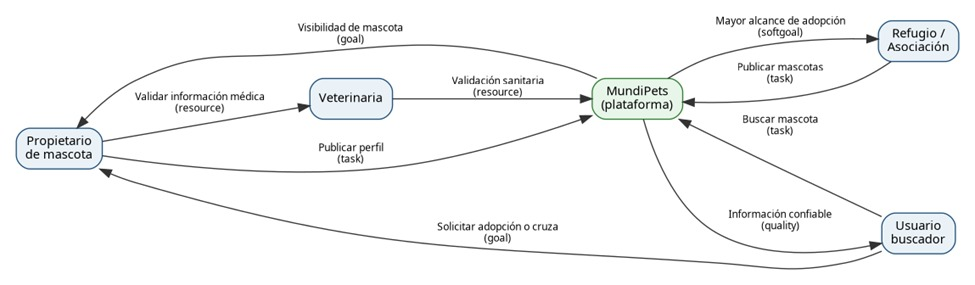 Visibilidad de mascota
(goal)
Mayor alcance de adopción
(softgoal)
Refugio /
Asociación
Validar información médica
(resource)
Veterinaria
Validación sanitaria
(resource)
MundiPets
(plataforma)
Publicar mascotas
(task)
Propietario
de mascota
Publicar perfil
(task)
Buscar mascota
(task)
Solicitar adopción o cruza
(goal)
Información confiable
(quality)
Usuario
buscador